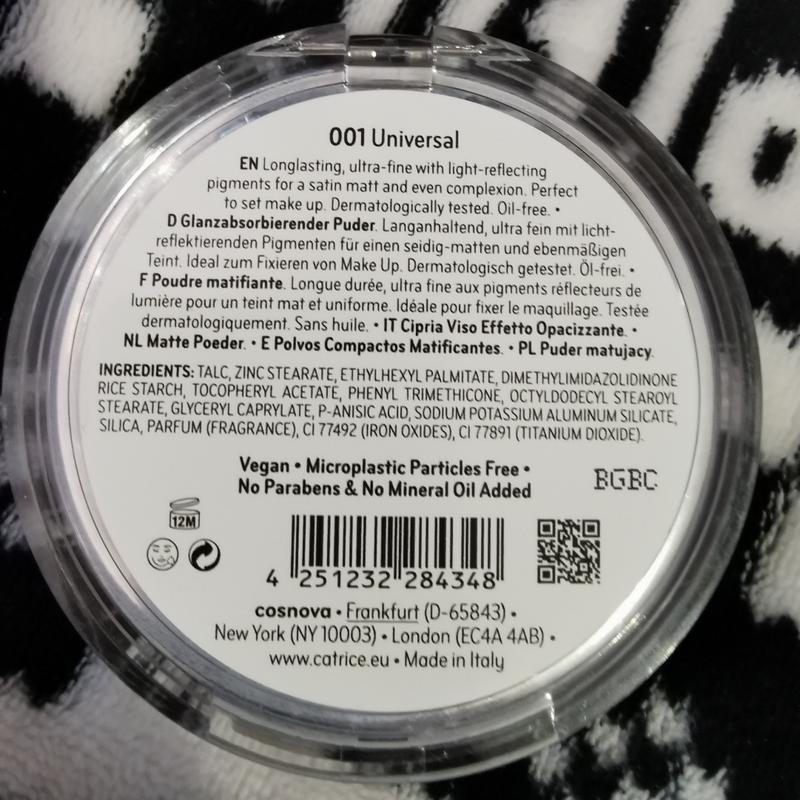 001 Universal
EN Longlasting, ultra-fine with light-reflecting
pigments for a satin matt and even complexion. Perfect
to set make up. Dermatologically tested. Oil-free. •
D Glanzabsorbierender Puder. Langanhaltend, ultra fein mit licht-
reflektierenden Pigmenten für einen seidig-matten und ebenmäßigen
Teint. Ideal zum Fixieren von Make Up. Dermatologisch getestet. Öl-frei. •
F Poudre matifiante. Longue durée, ultra fine aux pigments réflecteurs de
lumière pour un teint mat et uniforme. Idéale pour fixer le maquillage. Testée
dermatologiquement. Sans huile. • IT Cipria Viso Effetto Opacizzante. •
NL Matte Poeder. • E Polvos Compactos Matificantes. • PL Puder matujacy.
INGREDIENTS: TALC, ZINC STEARATE, ETHYLHEXYL PALMITATE, DIMETHYLIMIDAZOLIDINONE
RICE STARCH, TOCOPHERYL ACETATE, PHENYL TRIMETHICONE, OCTYLDODECYL STEAROYL
STEARATE, GLYCERYL CAPRYLATE, P-ANISIC ACID, SODIUM POTASSIUM ALUMINUM SILICATE,
SILICA, PARFUM (FRAGRANCE), CI 77492 (IRON OXIDES), CI 77891 (TITANIUM DIOXIDE).
Vegan • Microplastic Particles Free •
No Parabens & No Mineral Oil Added
BGBC
12M
4 251232 284348
cosnova • Frankfurt (D-65843) •
New York (NY 10003) • London (EC4A 4AB) •
www.catrice.eu • Made in Italy